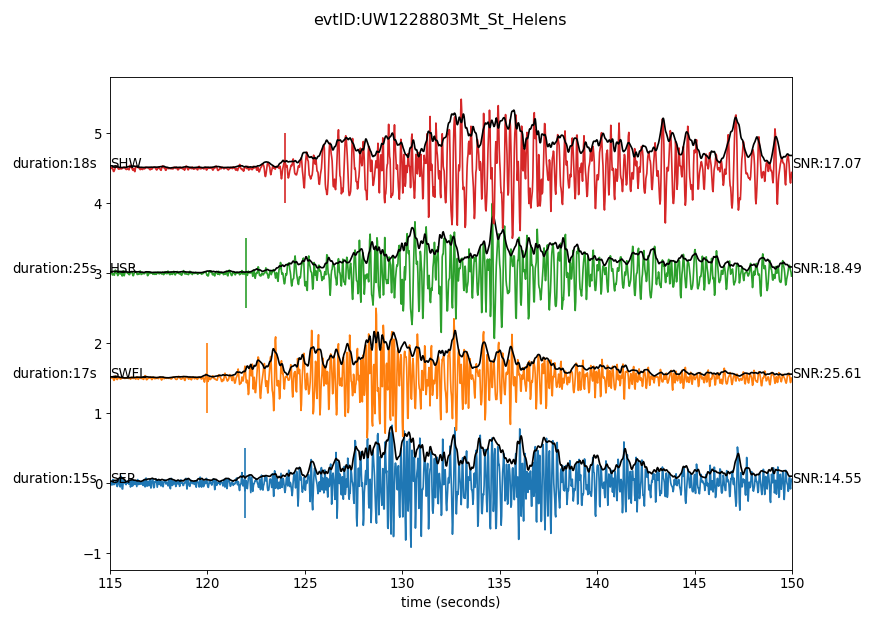 evtID:UW1228803Mt_St_Helens
5
duration:18s SHW SNR:17.07
4
duration:25s HSR SNR:18.49
3
2
duration:17s SWFL SNR:25.61
1
duration:15s SEP SNR:14.55
0
−1
115 120 125 130 135 140 145 150
time (seconds)